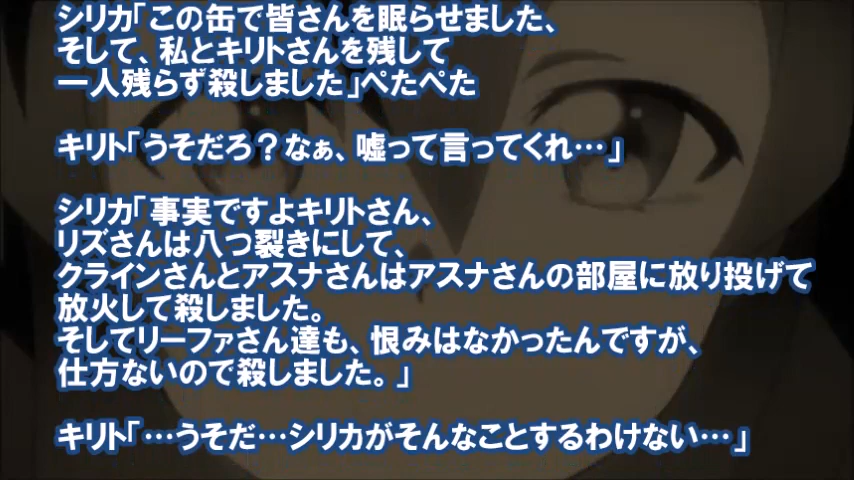 シリカ「この缶で皆さんを眠らせました、
そして、私とキリトさんを残して
一人残らず殺しました」ぺたぺた
キリト「うそだろ？なぁ、嘘って言ってくれ…」
シリカ「事実ですよキリトさん、
リズさんは八つ裂きにして、
クラインさんとアスナさんはアスナさんの部屋に放り投げて
放火して殺しました。
そしてリーファさん達も、恨みはなかったんですが、
仕方ないので殺しました。」
キリト「…うそだ…シリカがそんなことするわけない…」